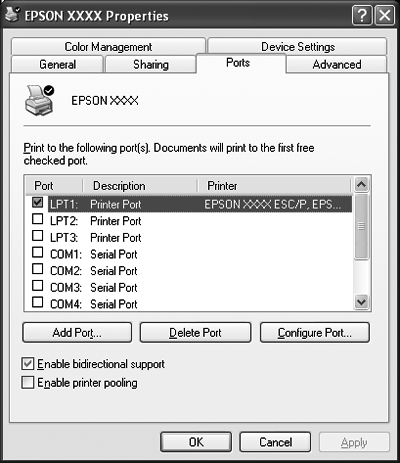 EPSON XXXX Properties
Color Management Device Settings
General Sharing Ports Advanced
EPSON XXXX
Print to the following port(s). Documents will print to the first free
checked port.
Port Description Printer
LPT1: Printer Port EPSON XXXX ESC/P, EPS...
LPT2: Printer Port
LPT3: Printer Port
COM1: Serial Port
COM2: Serial Port
COM3: Serial Port
COM4: Serial Port
Add Port... Delete Port Configure Port...
Enable bidirectional support
Enable printer pooling
OK Cancel Apply